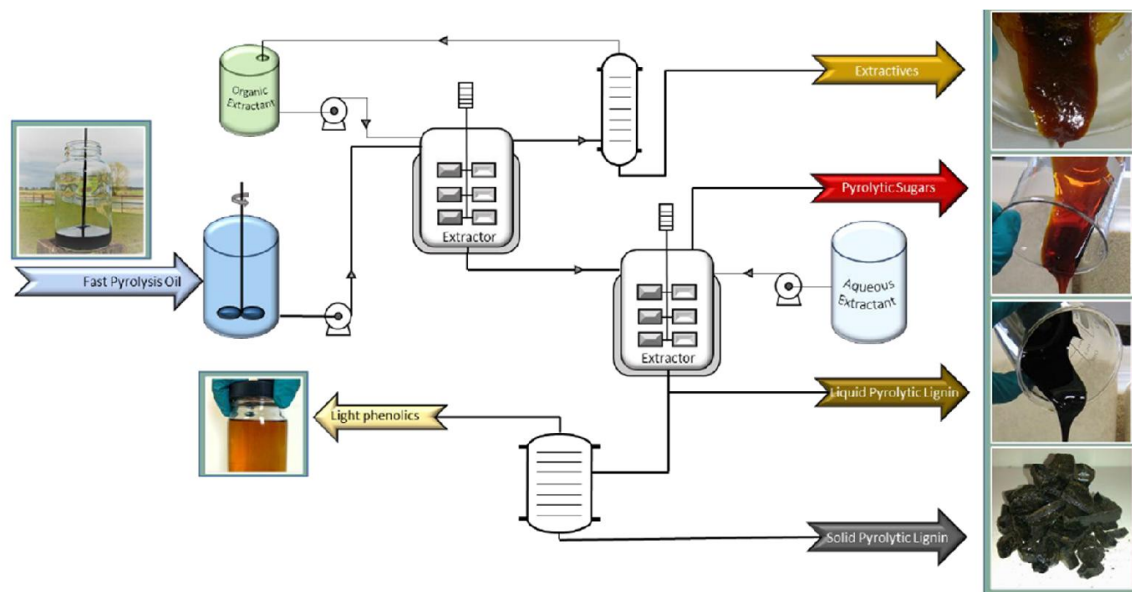 Organic
Extractant
Extractives
Extractor
Pyrolytic Sugars
Fast Pyrolysis Oil
Aqueous
Extractant
Extractor
Light phenolics
Liquid Pyrolytic Lignin
Solid Pyrolytic Lignin